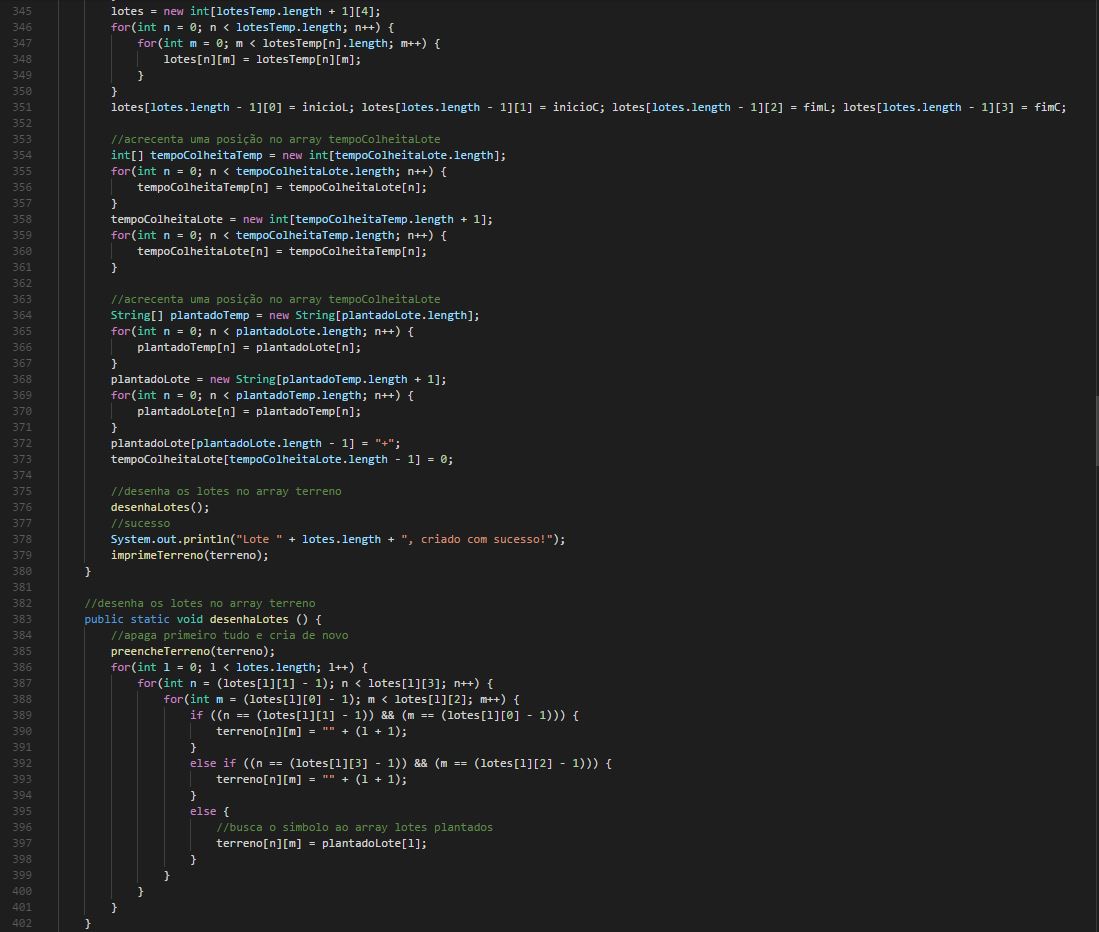 345 lotes = new int[lotesTemp.length + 1][4];
346 for(int n = 0; n < lotesTemp.length; n++) {
347 for(int m = 0; m < lotesTemp[n].length; m++) {
348 lotes[n][m] = lotesTemp[n][m];
349 }
350 }
351 lotes[lotes.length - 1][0] = inicioL; lotes[lotes.length - 1][1] = inicioC; lotes[lotes.length - 1][2] = fimL; lotes[lotes.length - 1][3] = fimC;
352
353 //acrecenta uma posição no array tempoColheitaLote
354 int[] tempoColheitaTemp = new int[tempoColheitaLote.length];
355 for(int n = 0; n < tempoColheitaLote.length; n++) {
356 tempoColheitaTemp[n] = tempoColheitaLote[n];
357 }
358 tempoColheitaLote = new int[tempoColheitaTemp.length + 1];
359 for(int n = 0; n < tempoColheitaTemp.length; n++) {
360 tempoColheitaLote[n] = tempoColheitaTemp[n];
361 }
362
363 //acrecenta uma posição no array tempoColheitaLote
364 String[] plantadoTemp = new String[plantadoLote.length];
365 for(int n = 0; n < plantadoLote.length; n++) {
366 plantadoTemp[n] = plantadoLote[n];
367 }
368 plantadoLote = new String[plantadoTemp.length + 1];
369 for(int n = 0; n < plantadoTemp.length; n++) {
370 plantadoLote[n] = plantadoTemp[n];
371 }
372 plantadoLote[plantadoLote.length - 1] = "+";
373 tempoColheitaLote[tempoColheitaLote.length - 1] = 0;
374
375 //desenha os lotes no array terreno
376 desenhaLotes();
377 //sucesso
378 System.out.println("Lote " + lotes.length + ", criado com sucesso!");
379 imprimeTerreno(terreno);
380 }
381
382 //desenha os lotes no array terreno
383 public static void desenhaLotes () {
384 //apaga primeiro tudo e cria de novo
385 preencheTerreno(terreno);
386 for(int l = 0; l < lotes.length; l++) {
387 for(int n = (lotes[l][1] - 1); n < lotes[l][3]; n++) {
388 for(int m = (lotes[l][0] - 1); m < lotes[l][2]; m++) {
389 if ((n == (lotes[l][1] - 1)) && (m == (lotes[l][0] - 1))) {
390 terreno[n][m] = "" + (l + 1);
391 }
392 else if ((n == (lotes[l][3] - 1)) && (m == (lotes[l][2] - 1))) {
393 terreno[n][m] = "" + (l + 1);
394 }
395 else {
396 //busca o simbolo ao array lotes plantados
397 terreno[n][m] = plantadoLote[l];
398 }
399 }
400 }
401 }
402 }